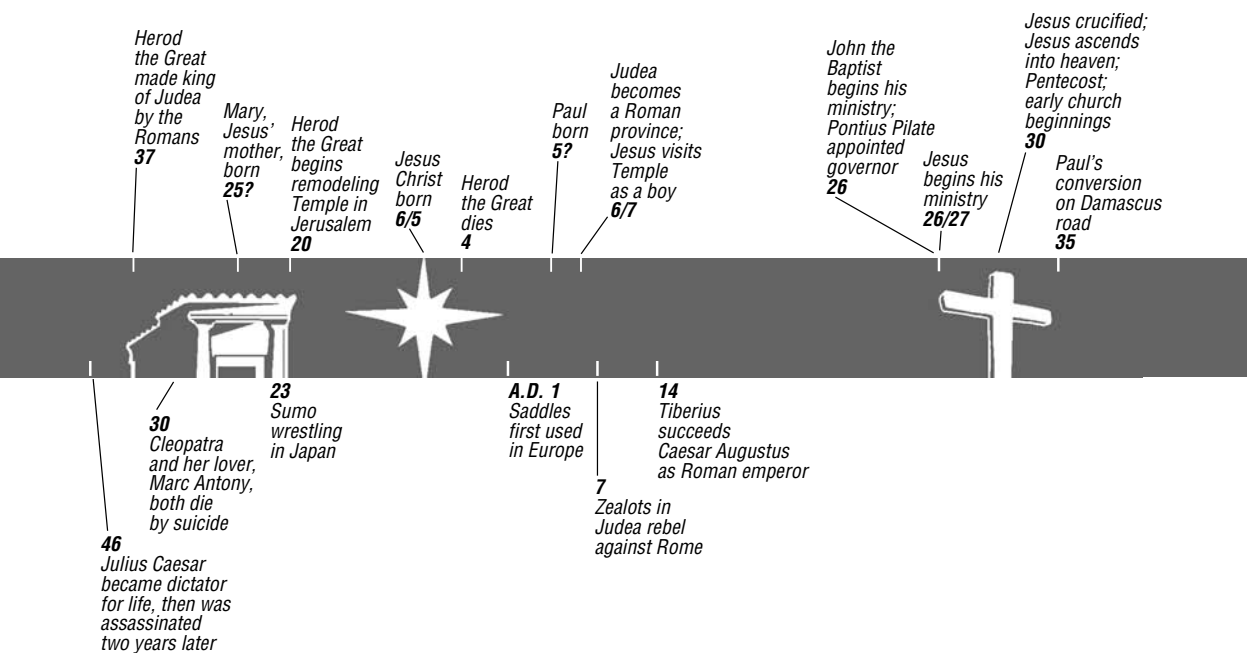 Herod
the Great
made king
of Judea
by the
Romans
37
Mary,
Jesus’
mother,
born
25?
Herod
the Great
begins
remodeling
Temple in
Jerusalem
20
Jesus
Christ
born
6/5
Herod
the Great
dies
4
Paul
born
5?
Judea
becomes
a Roman
province;
Jesus visits
Temple
as a boy
6/7
John the
Baptist
begins his
ministry;
Pontius Pilate
appointed
governor
26
Jesus
begins his
ministry
26/27
Jesus crucified;
Jesus ascends
into heaven;
Pentecost;
early church
beginnings
30
Paul’s
conversion
on Damascus
road
35
46
Julius Caesar
became dictator
for life, then was
assassinated
two years later
30
Cleopatra
and her lover,
Marc Antony,
both die
by suicide
23
Sumo
wrestling
in Japan
A.D. 1
Saddles
first used
in Europe
7
Zealots in
Judea rebel
against Rome
14
Tiberius
succeeds
Caesar Augustus
as Roman emperor